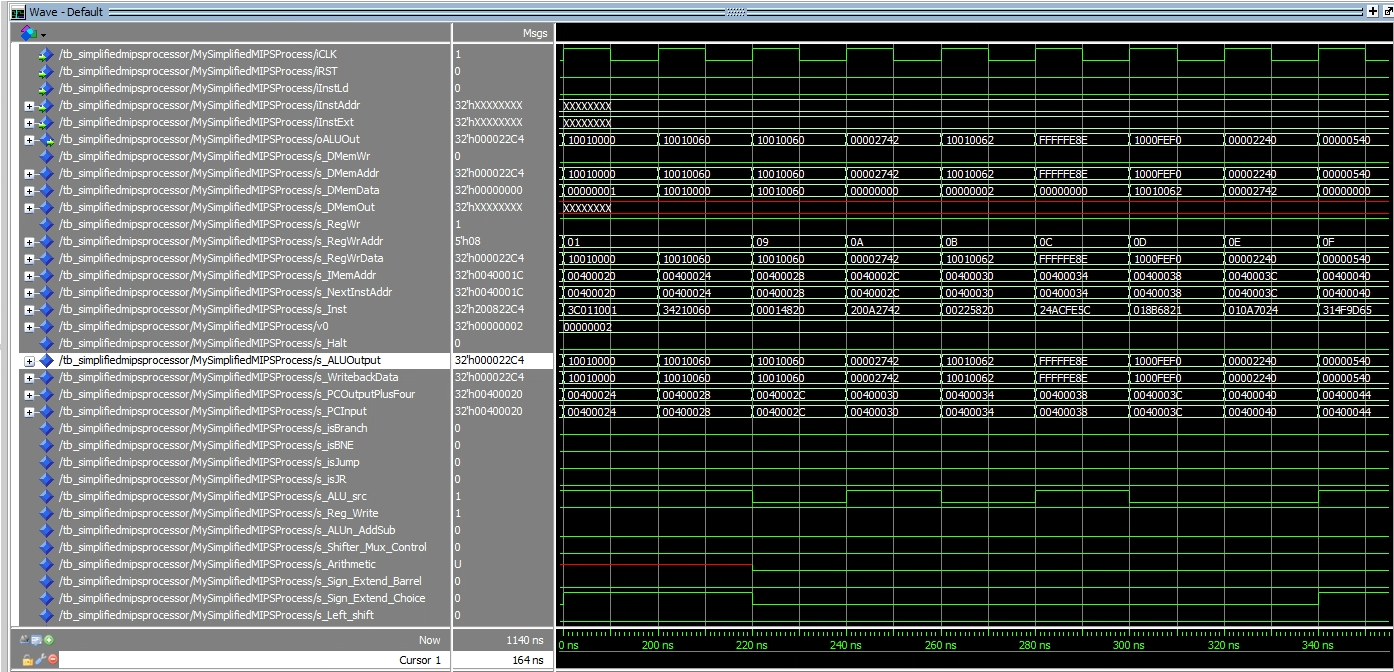 Wave - Default
Msgs
/tb_simplifiedmipsprocessor/MySimplifiedMIPSProcess/iCLK 1
/tb_simplifiedmipsprocessor/MySimplifiedMIPSProcess/iRST 0
/tb_simplifiedmipsprocessor/MySimplifiedMIPSProcess/iInstLd 0
/tb_simplifiedmipsprocessor/MySimplifiedMIPSProcess/iInstAddr 32'hXXXXXXXX XXXXXXXX
/tb_simplifiedmipsprocessor/MySimplifiedMIPSProcess/iInstExt 32'hXXXXXXXX XXXXXXXX
/tb_simplifiedmipsprocessor/MySimplifiedMIPSProcess/oALUOut 32'h000022C4 10010000 10010060 10010060 00002742 10010062 FFFFFE8E 1000FEF0 00002240 00000540
/tb_simplifiedmipsprocessor/MySimplifiedMIPSProcess/s_DMemWr 0
/tb_simplifiedmipsprocessor/MySimplifiedMIPSProcess/s_DMemAddr 32'h000022C4 10010000 10010060 10010060 00002742 10010062 FFFFFE8E 1000FEF0 00002240 00000540
/tb_simplifiedmipsprocessor/MySimplifiedMIPSProcess/s_DMemData 32'h00000000 00000001 10010000 10010060 00000000 00000002 00000000 10010062 00002742 00000000
/tb_simplifiedmipsprocessor/MySimplifiedMIPSProcess/s_DMemOut 32'hXXXXXXXX XXXXXXXX
/tb_simplifiedmipsprocessor/MySimplifiedMIPSProcess/s_RegWr 1
/tb_simplifiedmipsprocessor/MySimplifiedMIPSProcess/s_RegWrAddr 5'h08 01 09 0A 0B 0C 0D 0E 0F
/tb_simplifiedmipsprocessor/MySimplifiedMIPSProcess/s_RegWrData 32'h000022C4 10010000 10010060 10010060 00002742 10010062 FFFFFE8E 1000FEF0 00002240 00000540
/tb_simplifiedmipsprocessor/MySimplifiedMIPSProcess/s_IMemAddr 32'h0040001C 00400020 00400024 00400028 0040002C 00400030 00400034 00400038 0040003C 00400040
/tb_simplifiedmipsprocessor/MySimplifiedMIPSProcess/s_NextInstAddr 32'h0040001C 00400020 00400024 00400028 0040002C 00400030 00400034 00400038 0040003C 00400040
/tb_simplifiedmipsprocessor/MySimplifiedMIPSProcess/s_Inst 32'h200822C4 3C011001 34210060 00014820 200A2742 00225820 24ACFE5C 018B6821 010A7024 314F9D65
/tb_simplifiedmipsprocessor/MySimplifiedMIPSProcess/v0 32'h00000002 00000002
/tb_simplifiedmipsprocessor/MySimplifiedMIPSProcess/s_Halt 0
/tb_simplifiedmipsprocessor/MySimplifiedMIPSProcess/s_ALUOutput 32'h000022C4 10010000 10010060 10010060 00002742 10010062 FFFFFE8E 1000FEF0 00002240 00000540
/tb_simplifiedmipsprocessor/MySimplifiedMIPSProcess/s_WritebackData 32'h000022C4 10010000 10010060 10010060 00002742 10010062 FFFFFE8E 1000FEF0 00002240 00000540
/tb_simplifiedmipsprocessor/MySimplifiedMIPSProcess/s_PCOutputPlusFour 32'h00400020 00400024 00400028 0040002C 00400030 00400034 00400038 0040003C 00400040 00400044
/tb_simplifiedmipsprocessor/MySimplifiedMIPSProcess/s_PCInput 32'h00400020 00400024 00400028 0040002C 00400030 00400034 00400038 0040003C 00400040 00400044
/tb_simplifiedmipsprocessor/MySimplifiedMIPSProcess/s_isBranch 0
/tb_simplifiedmipsprocessor/MySimplifiedMIPSProcess/s_isBNE 0
/tb_simplifiedmipsprocessor/MySimplifiedMIPSProcess/s_isJump 0
/tb_simplifiedmipsprocessor/MySimplifiedMIPSProcess/s_isJR 0
/tb_simplifiedmipsprocessor/MySimplifiedMIPSProcess/s_ALU_src 1
/tb_simplifiedmipsprocessor/MySimplifiedMIPSProcess/s_Reg_Write 1
/tb_simplifiedmipsprocessor/MySimplifiedMIPSProcess/s_ALUn_AddSub 0
/tb_simplifiedmipsprocessor/MySimplifiedMIPSProcess/s_Shifter_Mux_Control 0
/tb_simplifiedmipsprocessor/MySimplifiedMIPSProcess/s_Arithmetic U
/tb_simplifiedmipsprocessor/MySimplifiedMIPSProcess/s_Sign_Extend_Barrel 0
/tb_simplifiedmipsprocessor/MySimplifiedMIPSProcess/s_Sign_Extend_Choice 0
/tb_simplifiedmipsprocessor/MySimplifiedMIPSProcess/s_Left_shift 0
Now 1140 ns 0 ns 200 ns 220 ns 240 ns 260 ns 280 ns 300 ns 320 ns 340 ns
Cursor 1 164 ns